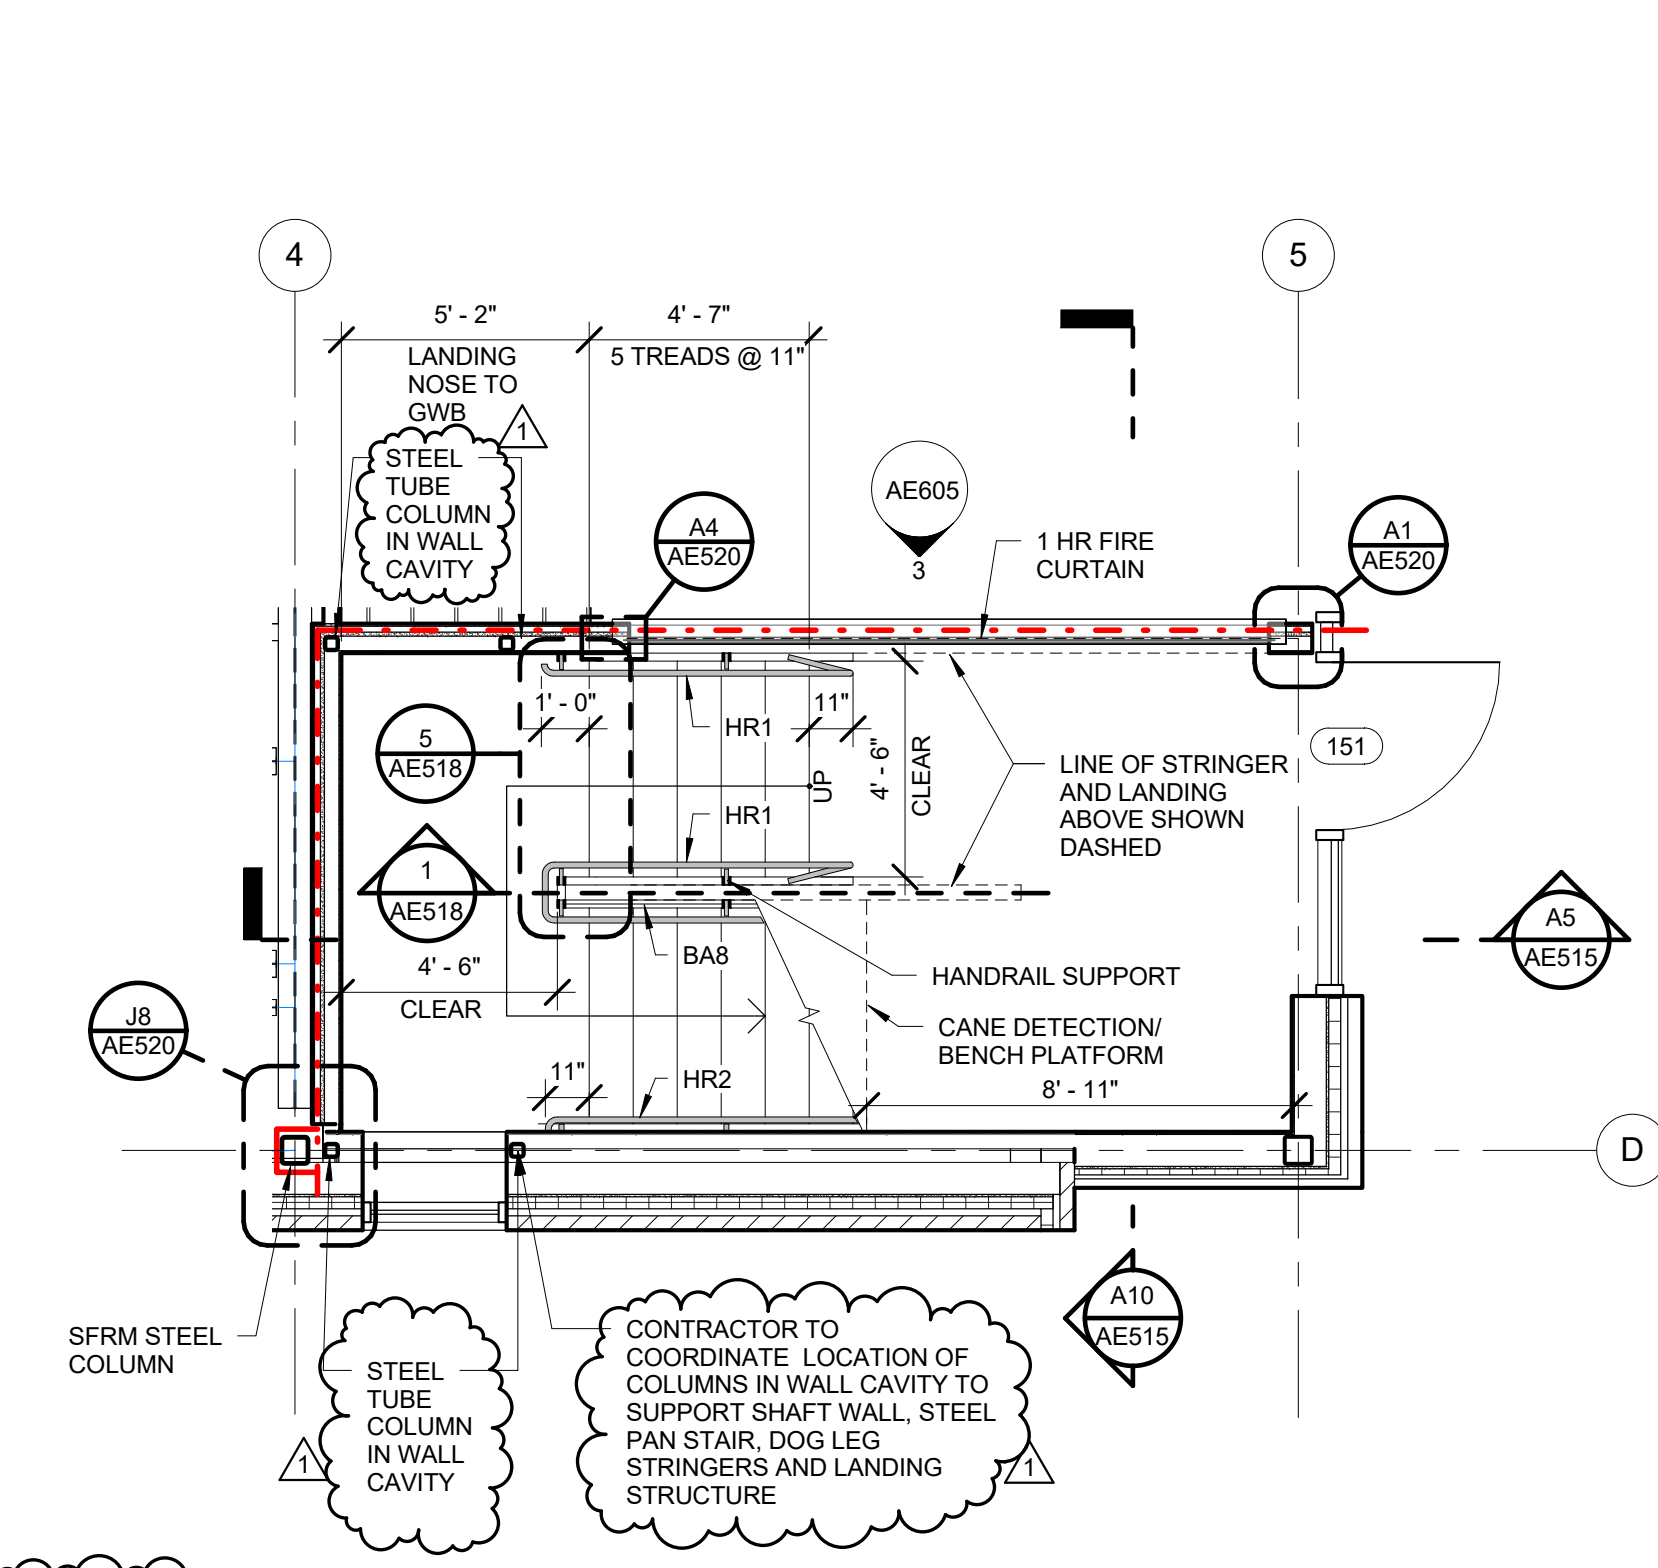 4
5
5' - 2"
4' - 7"
LANDING
NOSE TO
GWB
5 TREADS @ 11"
1
STEEL
TUBE
COLUMN
IN WALL
CAVITY
AE605
3
A4
AE520
1 HR FIRE
CURTAIN
A1
AE520
1' - 0"
HR1
11"
5
AE518
4' - 6"
CLEAR
UP
151
LINE OF STRINGER
AND LANDING
ABOVE SHOWN
DASHED
HR1
1
AE518
A5
AE515
BA8
4' - 6"
CLEAR
HANDRAIL SUPPORT
J8
AE520
CANE DETECTION/
BENCH PLATFORM
11"
HR2
8' - 11"
D
A10
AE515
SFRM STEEL
COLUMN
STEEL
TUBE
COLUMN
IN WALL
CAVITY
1
CONTRACTOR TO
COORDINATE LOCATION OF
COLUMNS IN WALL CAVITY TO
SUPPORT SHAFT WALL, STEEL
PAN STAIR, DOG LEG
STRINGERS AND LANDING
STRUCTURE
1